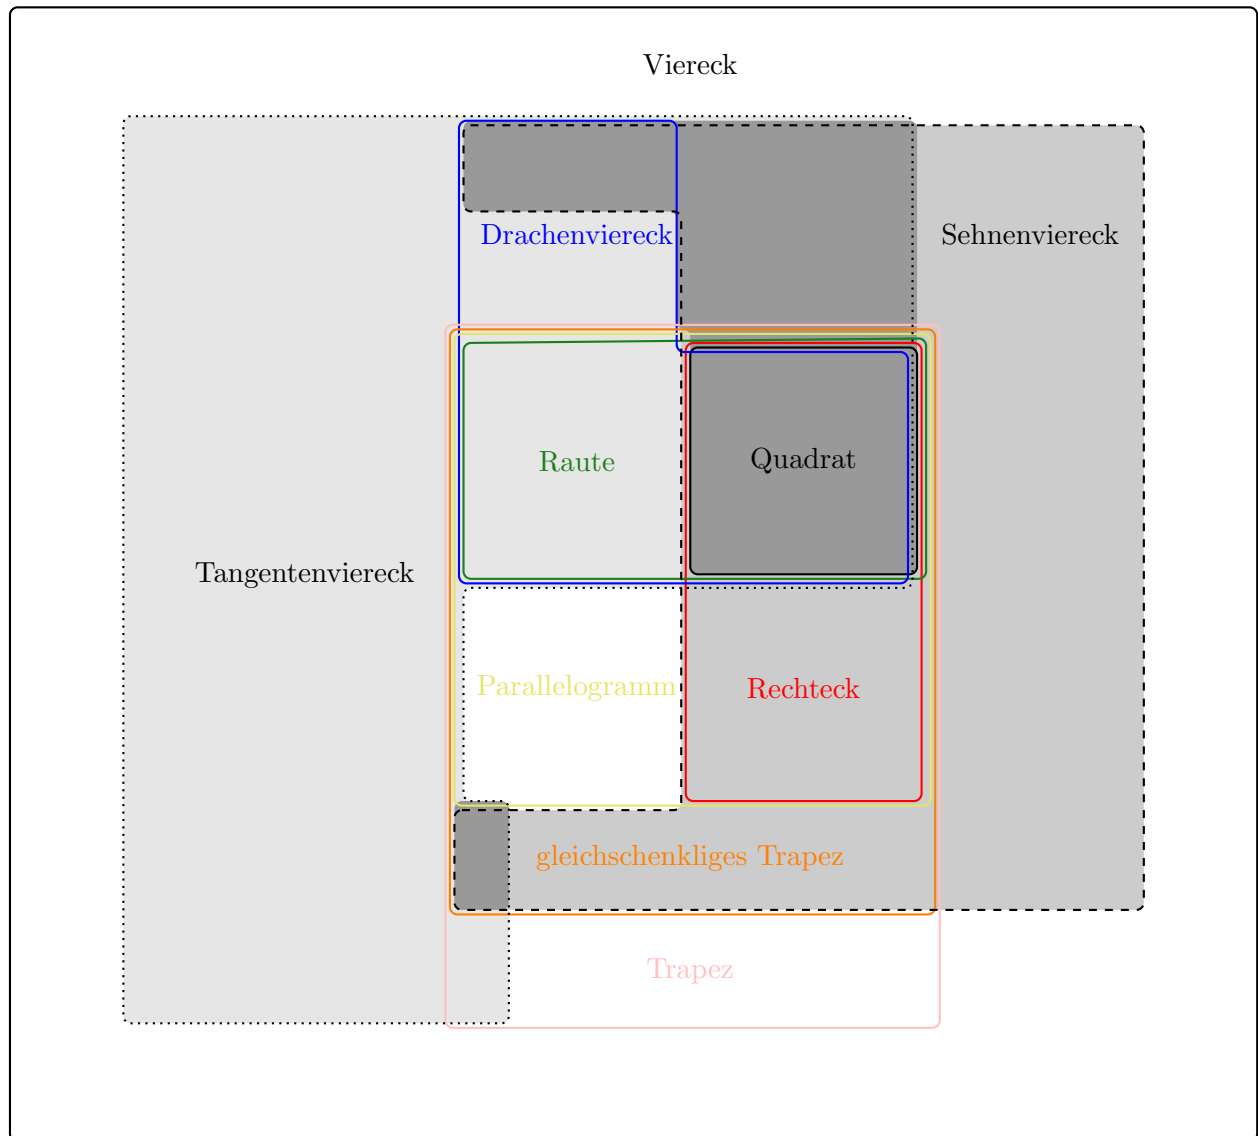 Viereck
Drachenviereck
Sehnenviereck
Raute
Quadrat
Tangentenviereck
Parallelogramm
Rechteck
gleichschenkliges Trapez
Trapez